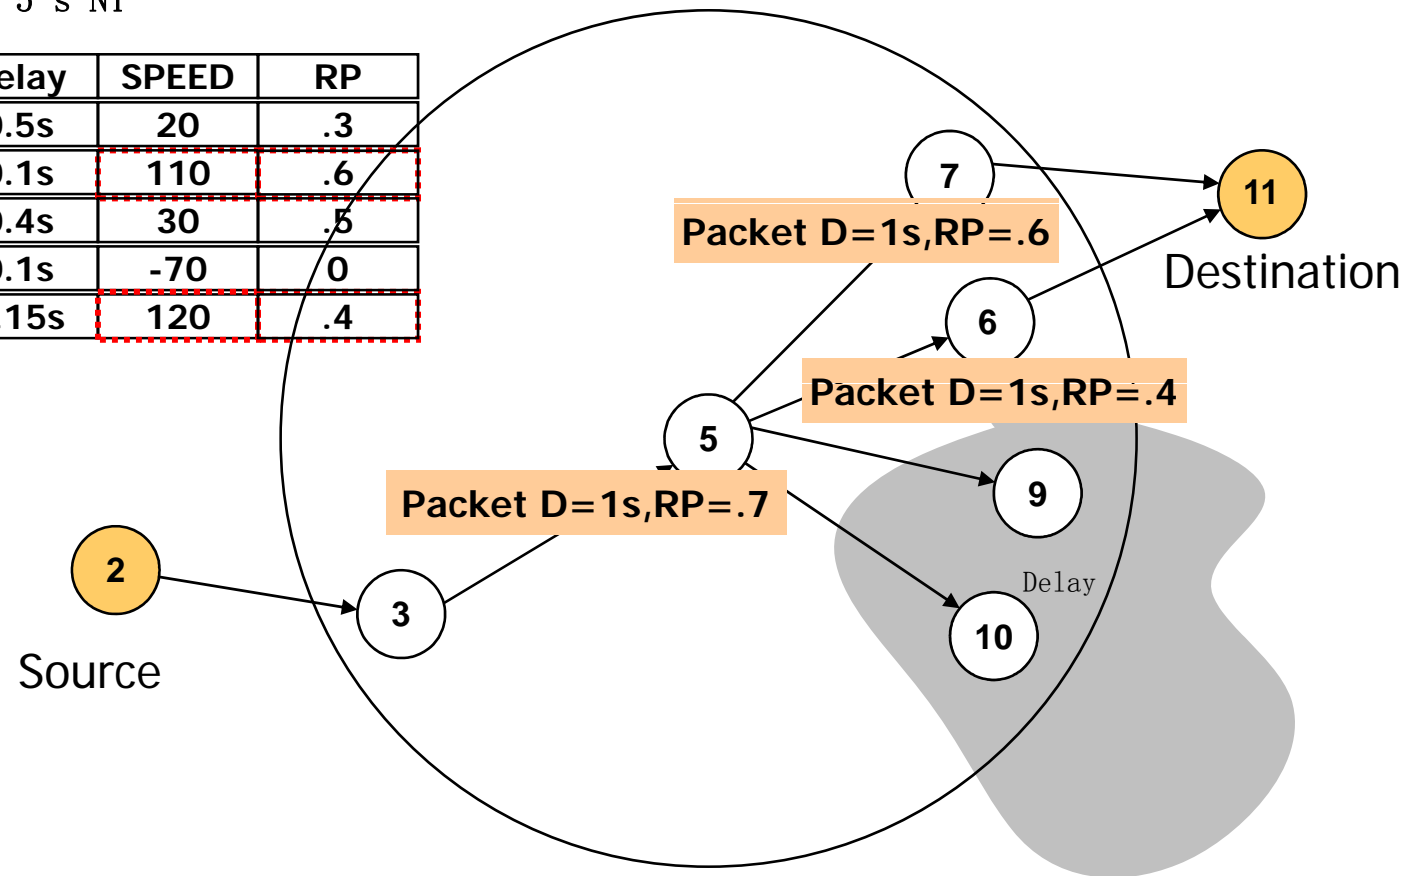 5's NT
elay SPEED RP
.5s 20 .3
.1s 110 .6
.4s 30 .5
.1s -70 0
.15s 120 .4
7
11
Packet D=1s,RP=.6
Destination
6
Packet D=1s,RP=.4
5
9
Packet D=1s,RP=.7
2
Delay
3
10
Source